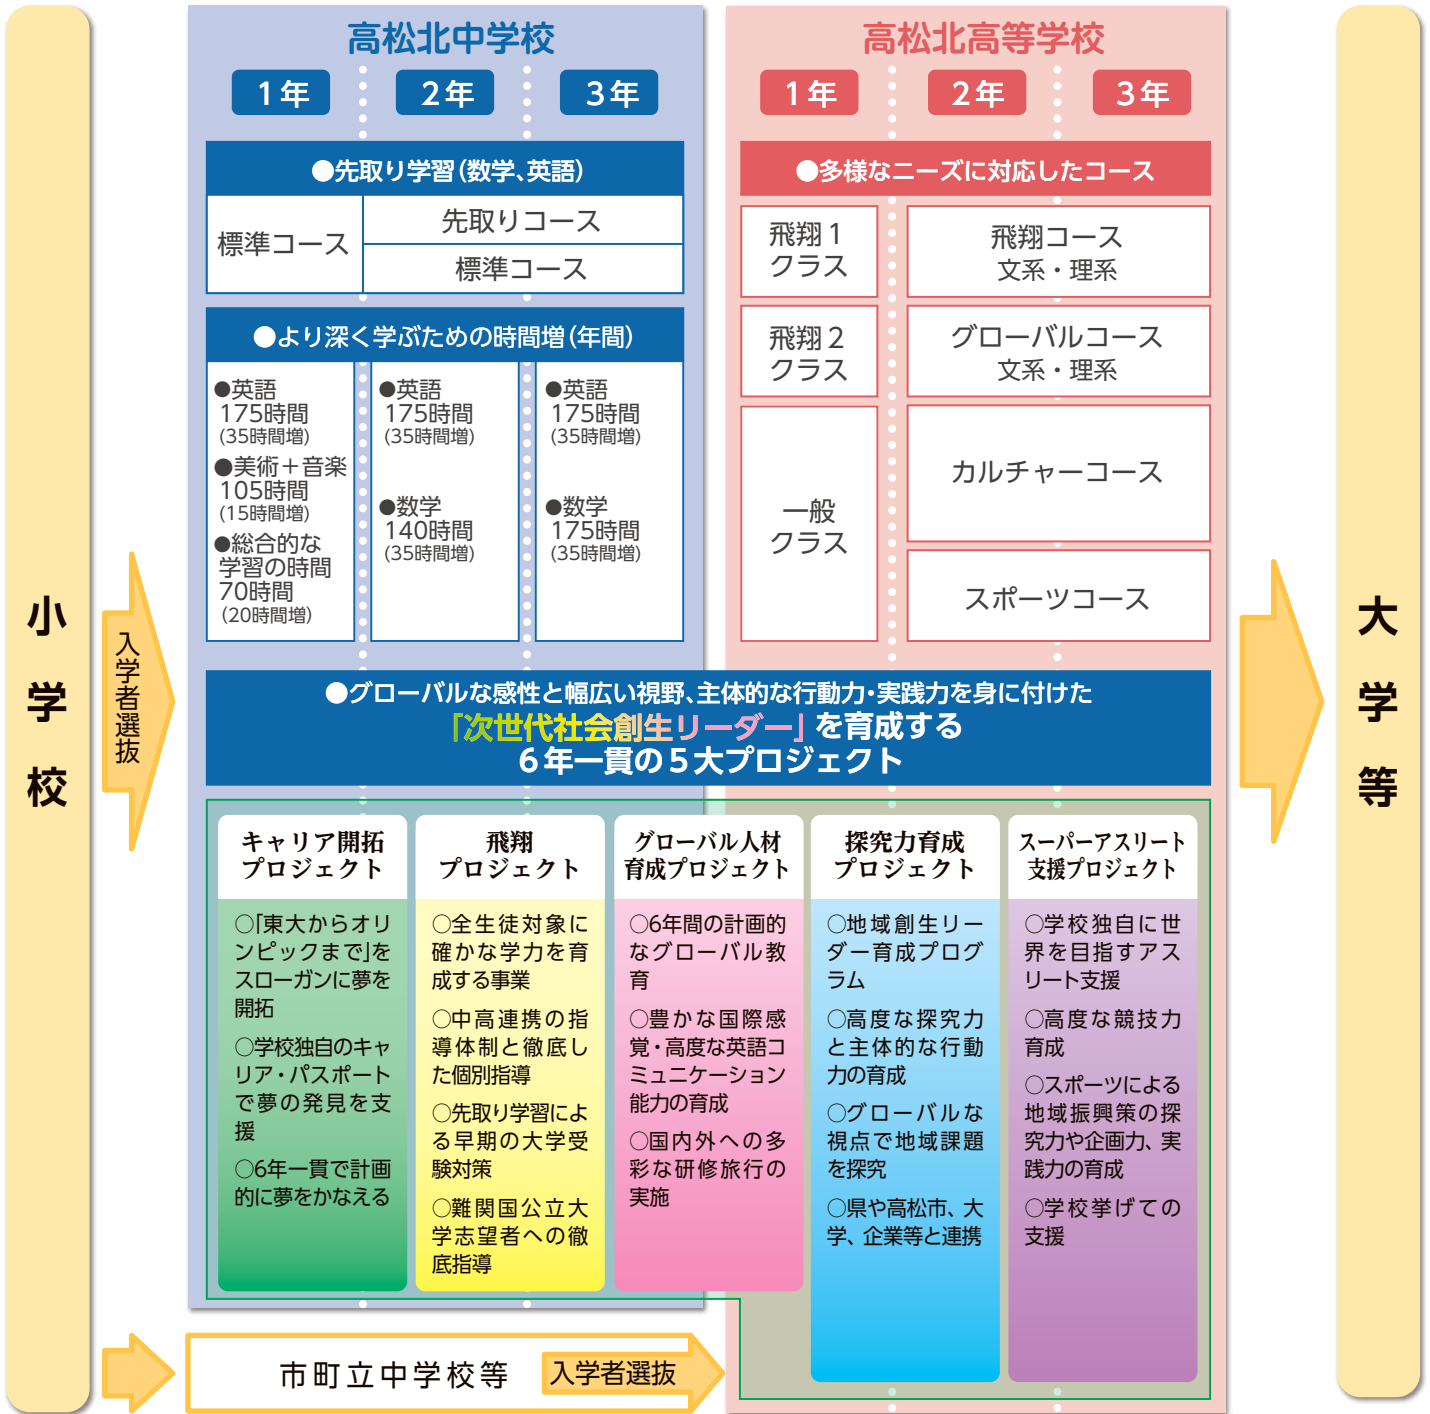 小学校
入学者選抜
高松北中学校
1年
2年
3年
●先取り学習(数学、英語)
標準コース
先取りコース
標準コース
●より深く学ぶための時間増(年間)
●英語
175時間
(35時間増)
●美術＋音楽
105時間
(15時間増)
●総合的な
学習の時間
70時間
(20時間増)
●英語
175時間
(35時間増)
●数学
140時間
(35時間増)
●英語
175時間
(35時間増)
●数学
175時間
(35時間増)
高松北高等学校
1年
2年
3年
●多様なニーズに対応したコース
飛翔1
クラス
飛翔コース
文系・理系
飛翔2
クラス
グローバルコース
文系・理系
一般
クラス
カルチャーコース
スポーツコース
●グローバルな感性と幅広い視野、主体的な行動力・実践力を身に付けた
「次世代社会創生リーダー」を育成する
6年一貫の5大プロジェクト
キャリア開拓
プロジェクト
○「東大からオリ
ンピックまで」を
スローガンに夢を
開拓
○学校独自のキャ
リア・パスポート
で夢の発見を支
援
○6年一貫で計画
的に夢をかなえる
飛翔
プロジェクト
○全生徒対象に
確かな学力を育
成する事業
○中高連携の指
導体制と徹底し
た個別指導
○先取り学習によ
る早期の大学受
験対策
○難関国公立大
学志望者への徹
底指導
グローバル人材
育成プロジェクト
○6年間の計画的
なグローバル教
育
○豊かな国際感
覚・高度な英語コ
ミュニケーション
能力の育成
○国内外への多
彩な研修旅行の
実施
探究力育成
プロジェクト
○地域創生リー
ダー育成プログ
ラム
○高度な探究力
と主体的な行動
力の育成
○グローバルな
視点で地域課題
を探究
○県や高松市、大
学、企業等と連携
スーパーアスリート
支援プロジェクト
○学校独自に世
界を目指すアス
リート支援
○高度な競技力
育成
○スポーツによる
地域振興策の探
究力や企画力、実
践力の育成
○学校挙げての
支援
市町立中学校等
入学者選抜
大学等